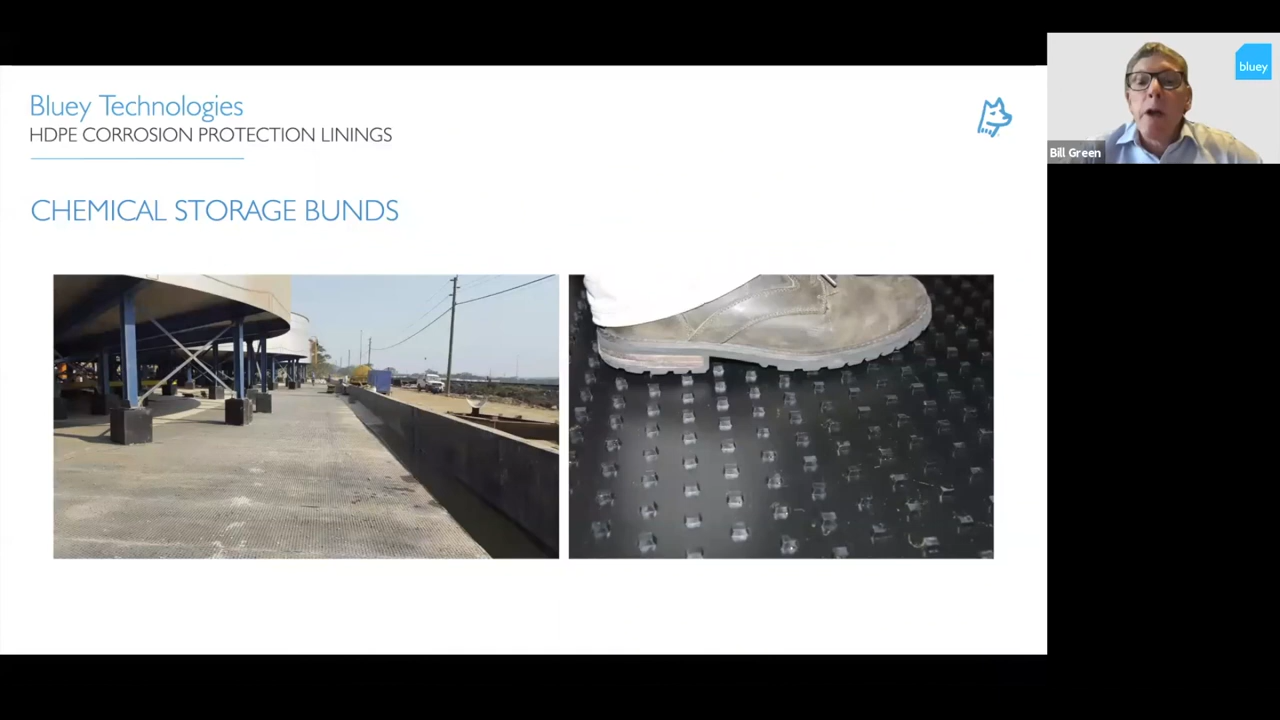 Bluey Technologies
HDPE CORROSION PROTECTION LININGS
CHEMICAL STORAGE BUNDS
bluey
Bill Green